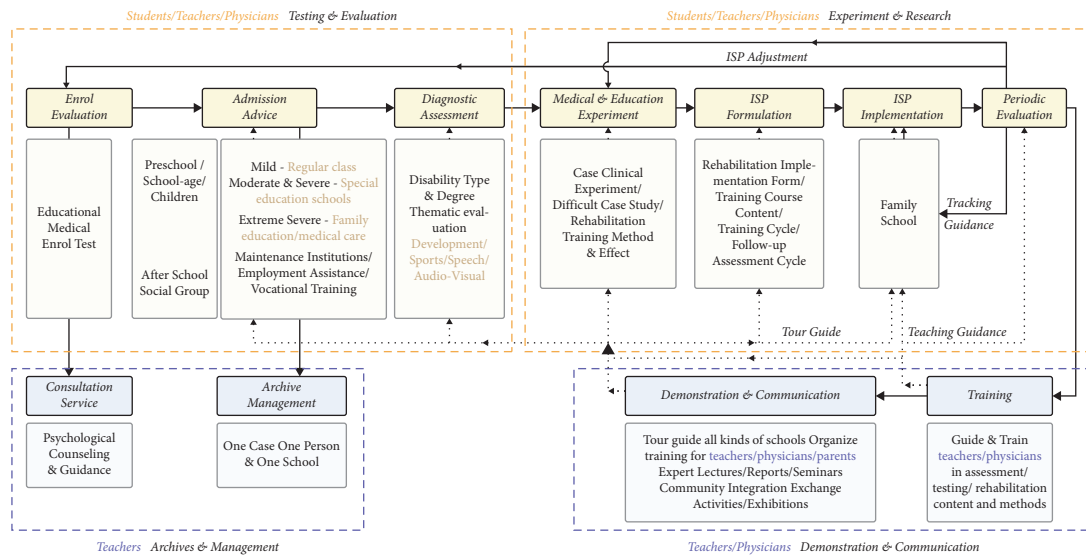 Students/Teachers/Physicians Testing & Evaluation
Students/Teachers/Physicians Experiment & Research
ISP Adjustment
Enrol
Evaluation
Admission
Advice
Diagnostic
Assessment
Medical & Education
Experiment
ISP
Formulation
ISP
Implementation
Periodic
Evaluation
Educational
Medical
Enrol Test
Preschool /
School-age/
Children
After School
Social Group
Mild - Regular class
Moderate & Severe - Special
education schools
Extreme Severe - Family
education/medical care
Maintenance Institutions/
Employment Assistance/
Vocational Training
Disability Type
& Degree
Thematic eval-
uation
Development/
Sports/Speech/
Audio-Visual
Case Clinical
Experiment/
Difficult Case Study/
Rehabilitation
Training Method
& Effect
Rehabilitation Imple-
mentation Form/
Training Course
Content/
Training Cycle/
Follow-up
Assessment Cycle
Family
School
Tracking
Guidance
Tour Guide
Teaching Guidance
Consultation
Service
Archive
Management
Demonstration & Communication
Training
Psychological
Counseling
& Guidance
One Case One Person
& One School
Tour guide all kinds of schools Organize
training for teachers/physicians/parents
Expert Lectures/Reports/Seminars
Community Integration Exchange
Activities/Exhibitions
Guide & Train
teachers/physicians
in assessment/
testing/ rehabilitation
content and methods
Teachers Archives & Management
Teachers/Physicians Demonstration & Communication